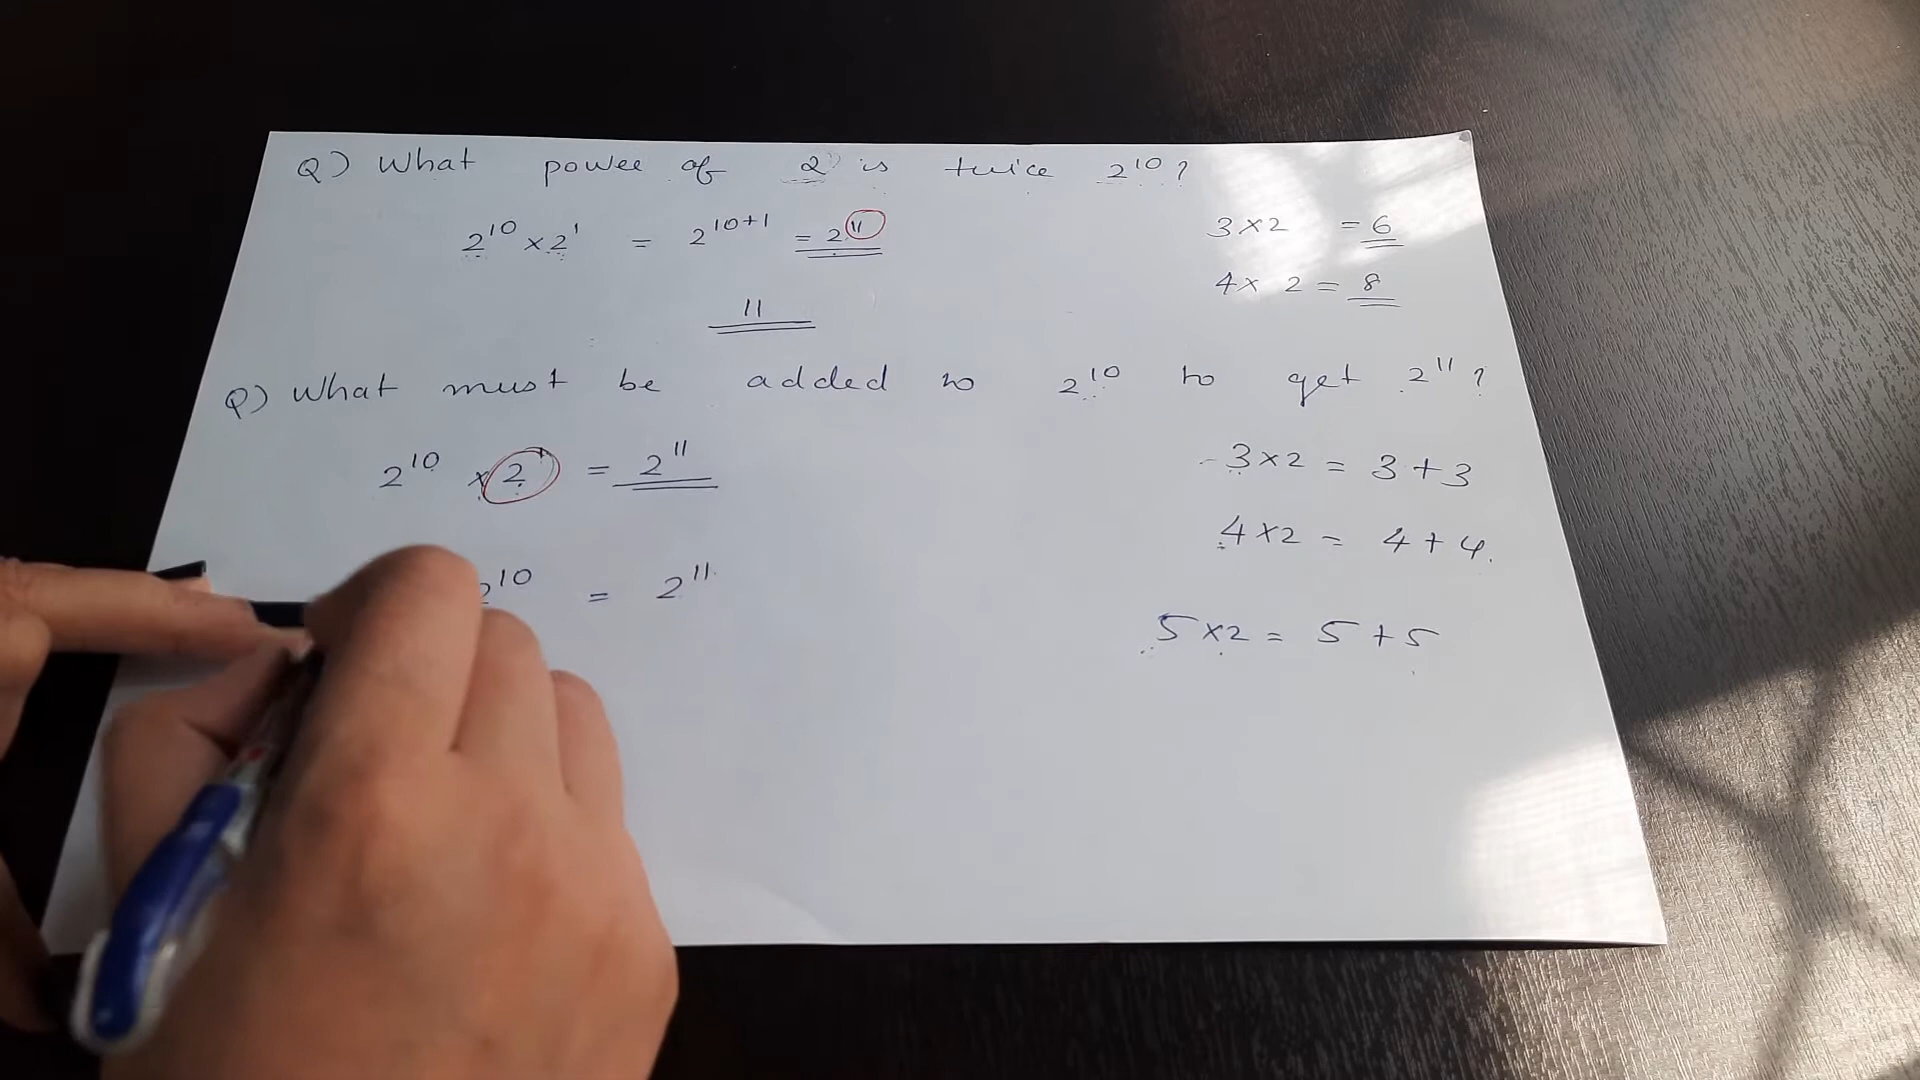 Q) What power of 2 is twice 2¹⁰?
2¹⁰ × 2¹ = 2¹⁰⁺¹ = 2¹¹
3×2 = 6
4× 2 = 8
11
Q) What must be added to 2¹⁰ to get 2¹¹?
2¹⁰ × 2¹ = 2¹¹
3×2 = 3+3
4×2 = 4+4.
2¹⁰ = 2¹¹
5×2 = 5+5